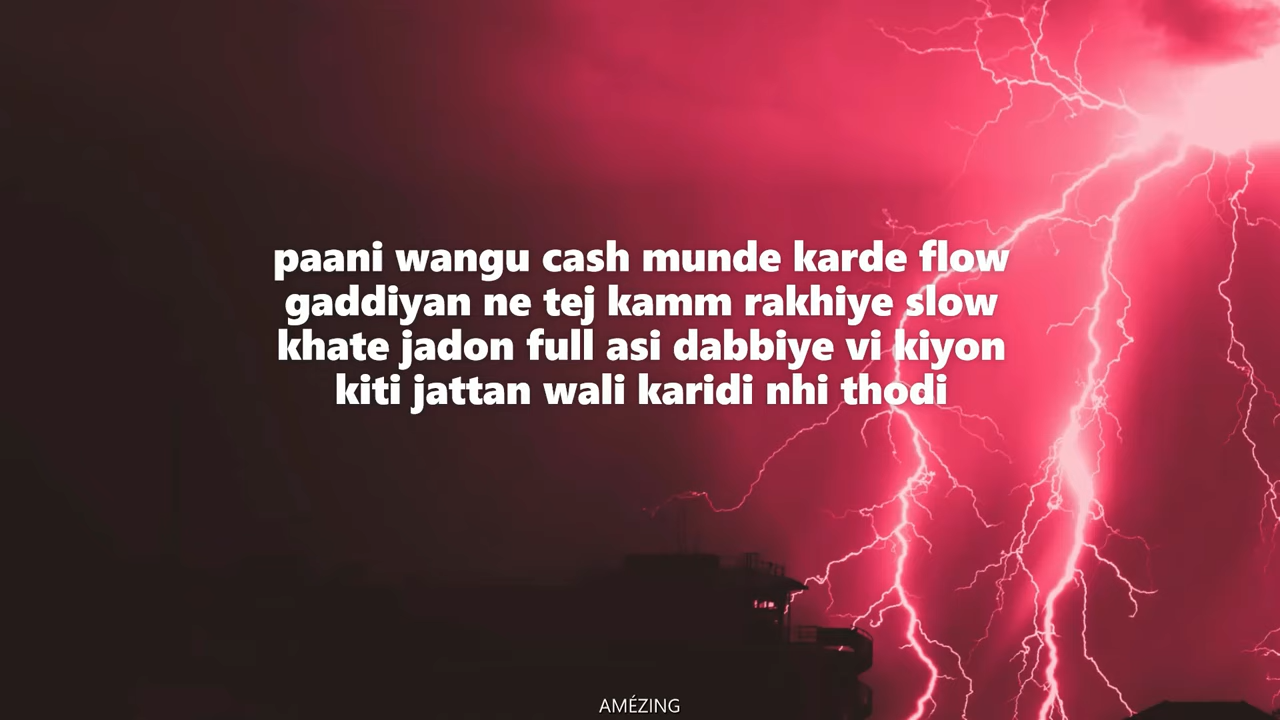 paani wangu cash munde karde flow
gaddiyan ne tej kamm rakhiye slow
khate jadon full asi dabbiye vi kiyon
kiti jattan wali karidi nhi thodi
AMÉZING